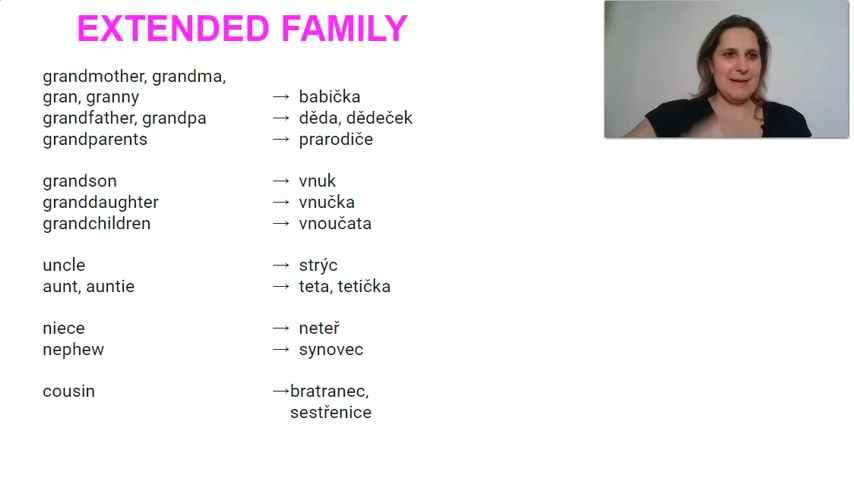 EXTENDED FAMILY
grandmother, grandma,
gran, granny → babička
grandfather, grandpa → děda, dědeček
grandparents → prarodiče
grandson → vnuk
granddaughter → vnučka
grandchildren → vnoučata
uncle → strýc
aunt, auntie → teta, tetička
niece → neteř
nephew → synovec
cousin →bratranec,
sestřenice